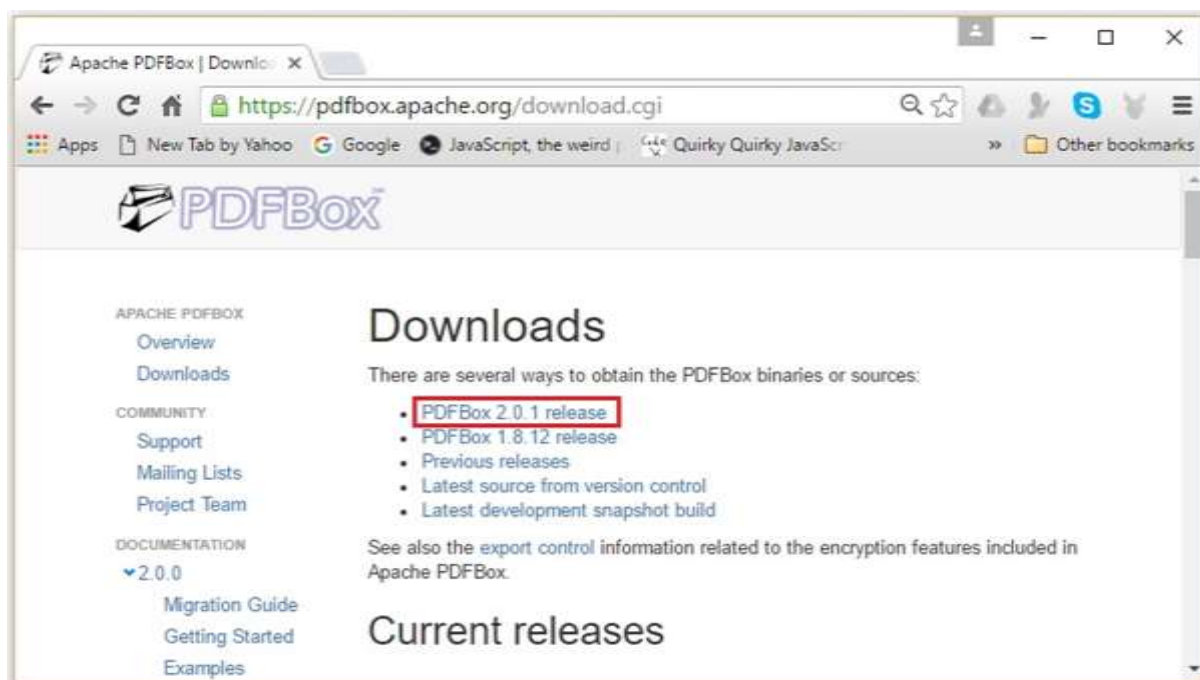 Apache PDFBox | Downlo
https://pdfbox.apache.org/download.cgi
Apps New Tab by Yahoo Google JavaScript, the weird Quirky Quirky JavaScr » Other bookmarks
PDFBox
APACHE PDFBOX
Overview
Downloads
COMMUNITY
Support
Mailing Lists
Project Team
DOCUMENTATION
2.0.0
Migration Guide
Getting Started
Examples
Downloads
There are several ways to obtain the PDFBox binaries or sources:
• PDFBox 2.0.1 release
• PDFBox 1.8.12 release
• Previous releases
• Latest source from version control
• Latest development snapshot build
See also the export control information related to the encryption features included in
Apache PDFBox.
Current releases